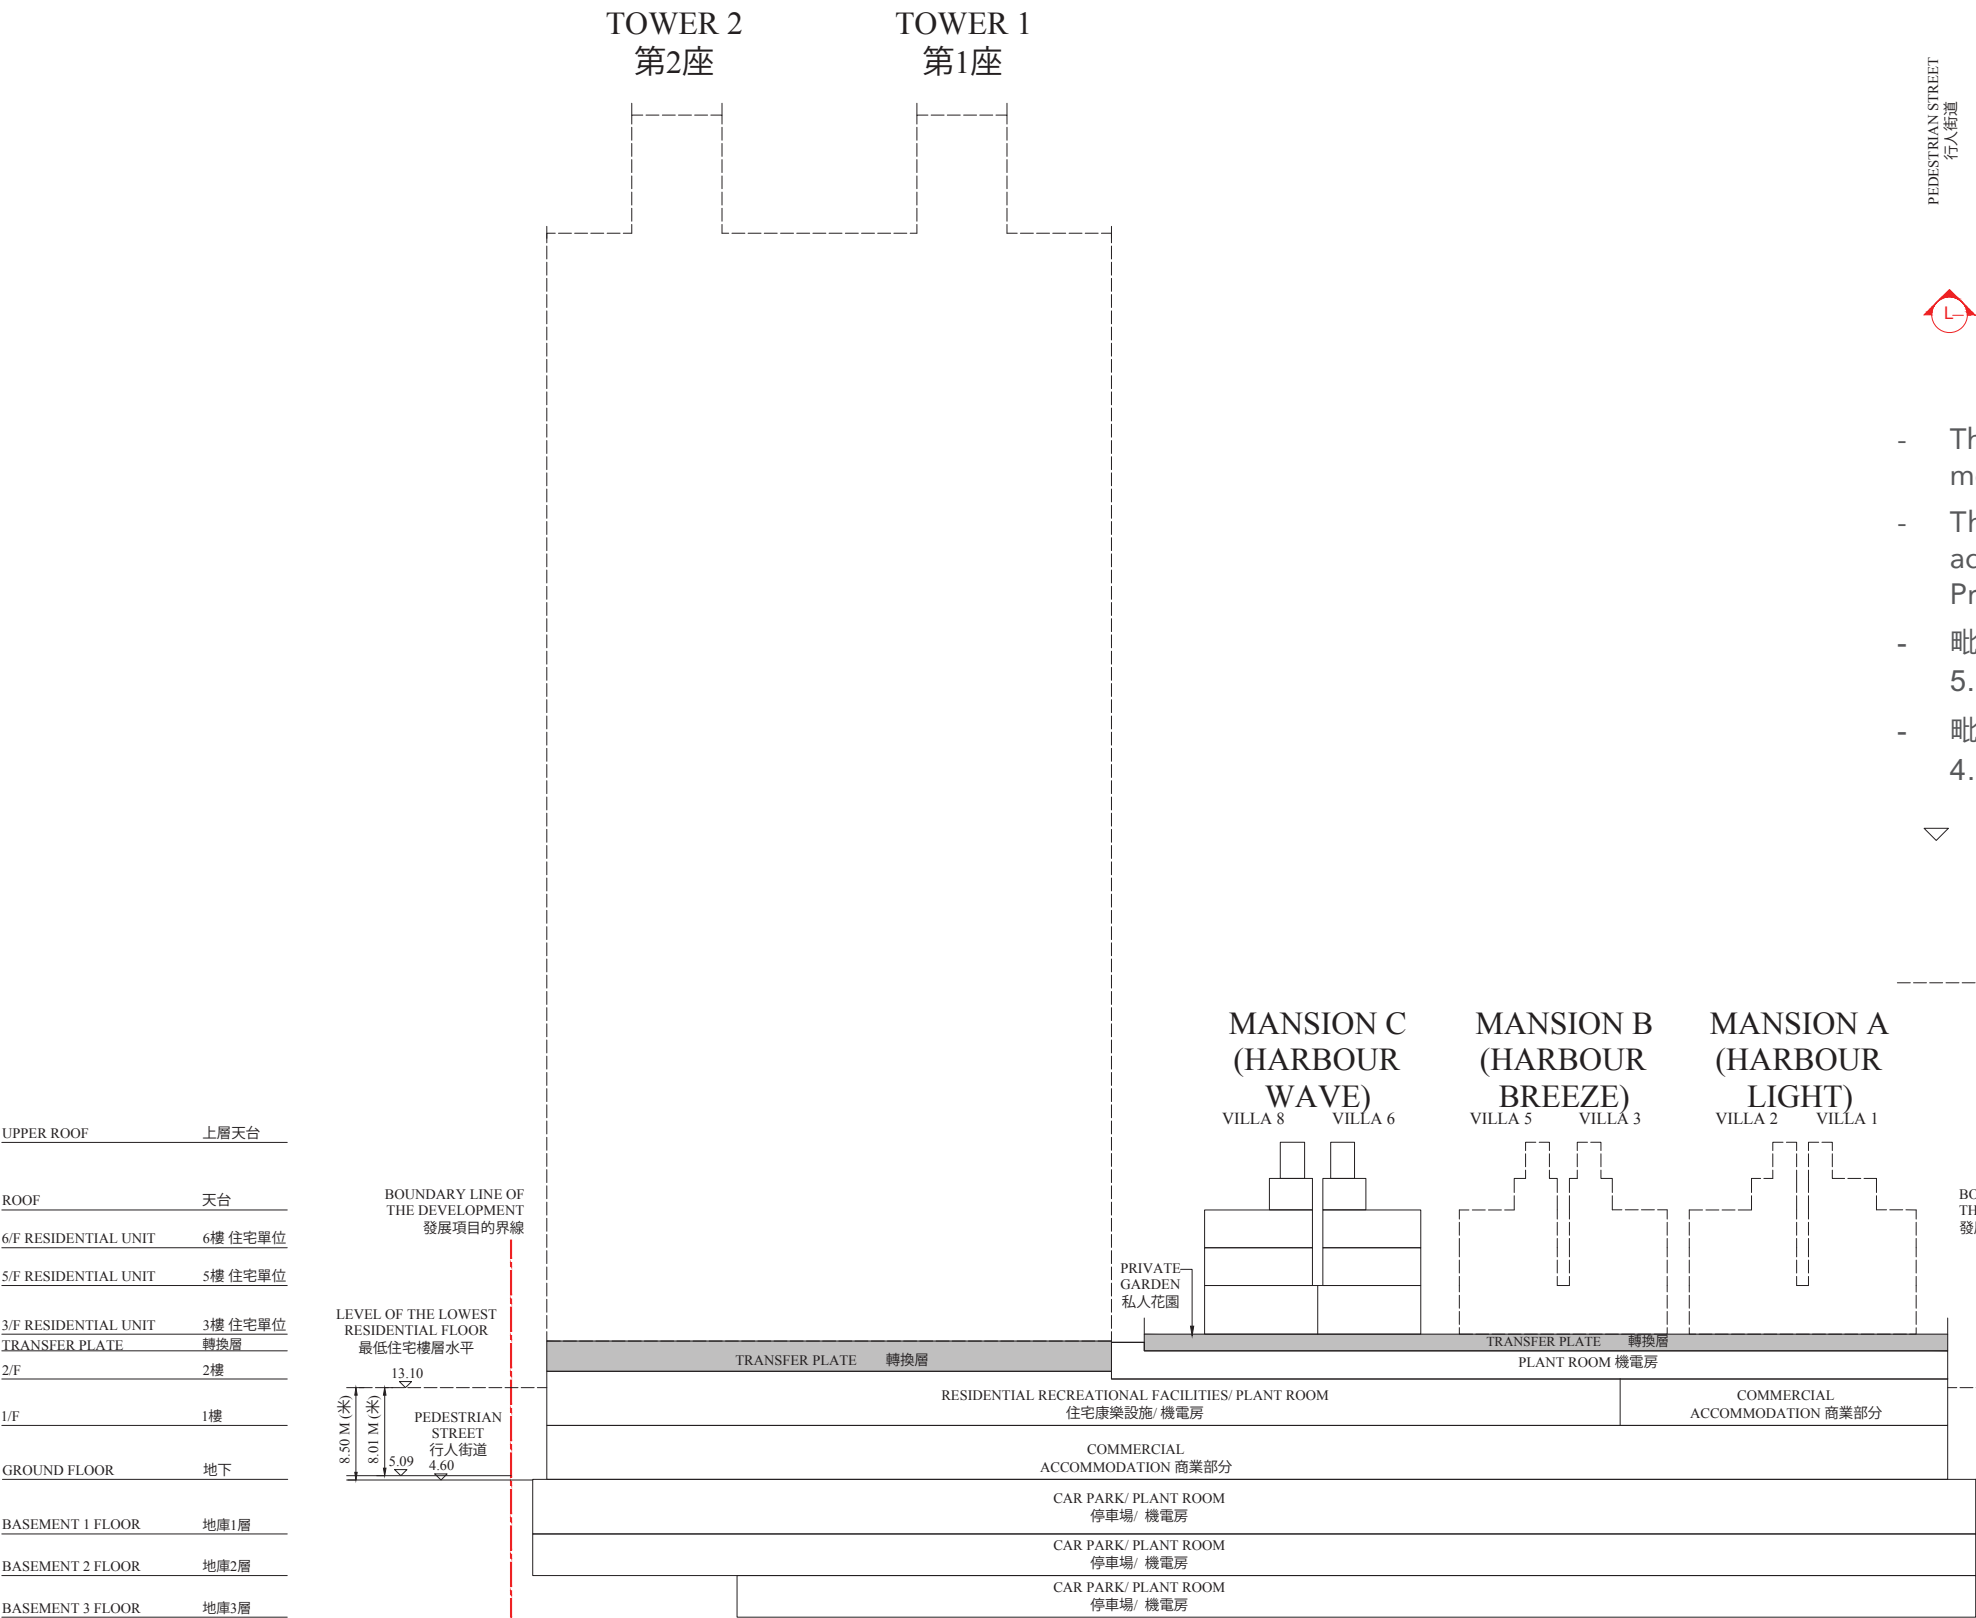 TOWER 2
第2座
TOWER 1
第1座
PEDESTRIAN STREET
行人街道
L
- Th
m
- Th
ac
Pr
- 毗
5.
- 毗
4.
MANSION C
(HARBOUR
WAVE)
VILLA 8
VILLA 6
MANSION B
(HARBOUR
BREEZE)
VILLA 5
VILLA 3
MANSION A
(HARBOUR
LIGHT)
VILLA 2
VILLA 1
UPPER ROOF 上層天台
ROOF 天台
6/F RESIDENTIAL UNIT 6樓 住宅單位
5/F RESIDENTIAL UNIT 5樓 住宅單位
3/F RESIDENTIAL UNIT 3樓 住宅單位
TRANSFER PLATE 轉換層
2/F 2樓
1/F 1樓
GROUND FLOOR 地下
BASEMENT 1 FLOOR 地庫1層
BASEMENT 2 FLOOR 地庫2層
BASEMENT 3 FLOOR 地庫3層
BOUNDARY LINE OF
THE DEVELOPMENT
發展項目的界線
LEVEL OF THE LOWEST
RESIDENTIAL FLOOR
最低住宅樓層水平
13.10
8.50 M (米)
8.01 M (米)
PEDESTRIAN
STREET
行人街道
5.09
4.60
PRIVATE
GARDEN
私人花園
BO
TH
發
TRANSFER PLATE 轉換層
TRANSFER PLATE 轉換層
PLANT ROOM 機電房
RESIDENTIAL RECREATIONAL FACILITIES/ PLANT ROOM
住宅康樂設施/ 機電房
COMMERCIAL
ACCOMMODATION 商業部分
COMMERCIAL
ACCOMMODATION 商業部分
CAR PARK/ PLANT ROOM
停車場/ 機電房
CAR PARK/ PLANT ROOM
停車場/ 機電房
CAR PARK/ PLANT ROOM
停車場/ 機電房